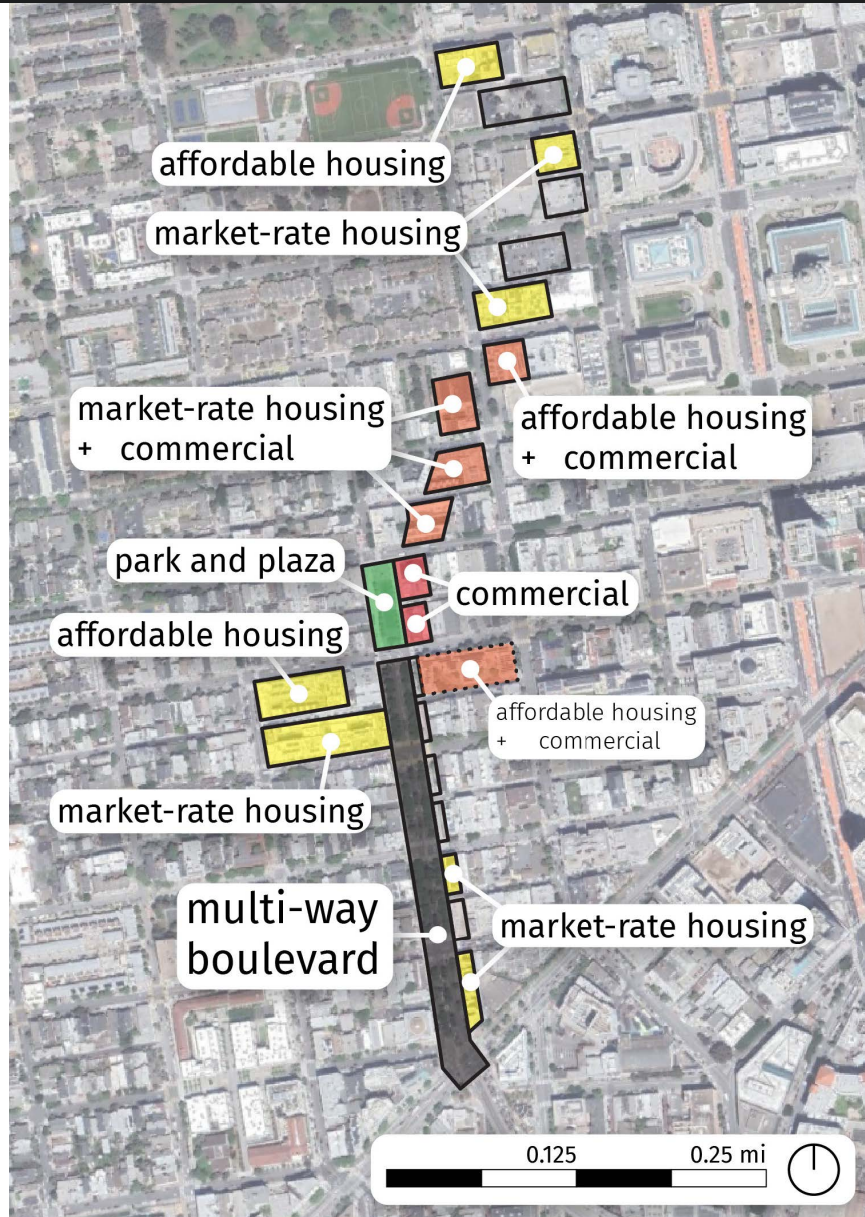 affordable housing
market-rate housing
market-rate housing
+ commercial
affordable housing
+ commercial
park and plaza
commercial
affordable housing
affordable housing
+ commercial
market-rate housing
multi-way
boulevard
market-rate housing
0.125
0.25 mi